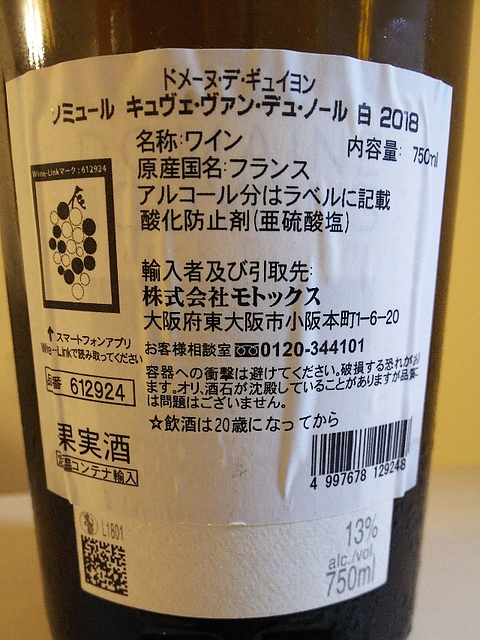 ドメーヌ・デ・ギュイヨン
ソミュール キュヴェ・ヴァン・デュ・ノール 白 2018
名称:ワイン
内容量: 750ml
原産国名:フランス
アルコール分はラベルに記載
酸化防止剤(亜硫酸塩)
Wine-Linkマーク:612924
輸入者及び引取先:
株式会社モトックス
大阪府東大阪市小阪本町1-6-20
お客様相談室 0120-344101
↑スマートフォンアプリ
Wine-Linkで読み取ってください
品番 612924
容器への衝撃は避けてください。破損する恐れがあり
ます。オリ、酒石が沈殿していることがありますが品質に
は問題はございません。
☆飲酒は20歳になってから
果実酒
定温コンテナ輸入
4 997678 129248
L1801
13%
alc./vol.
750ml